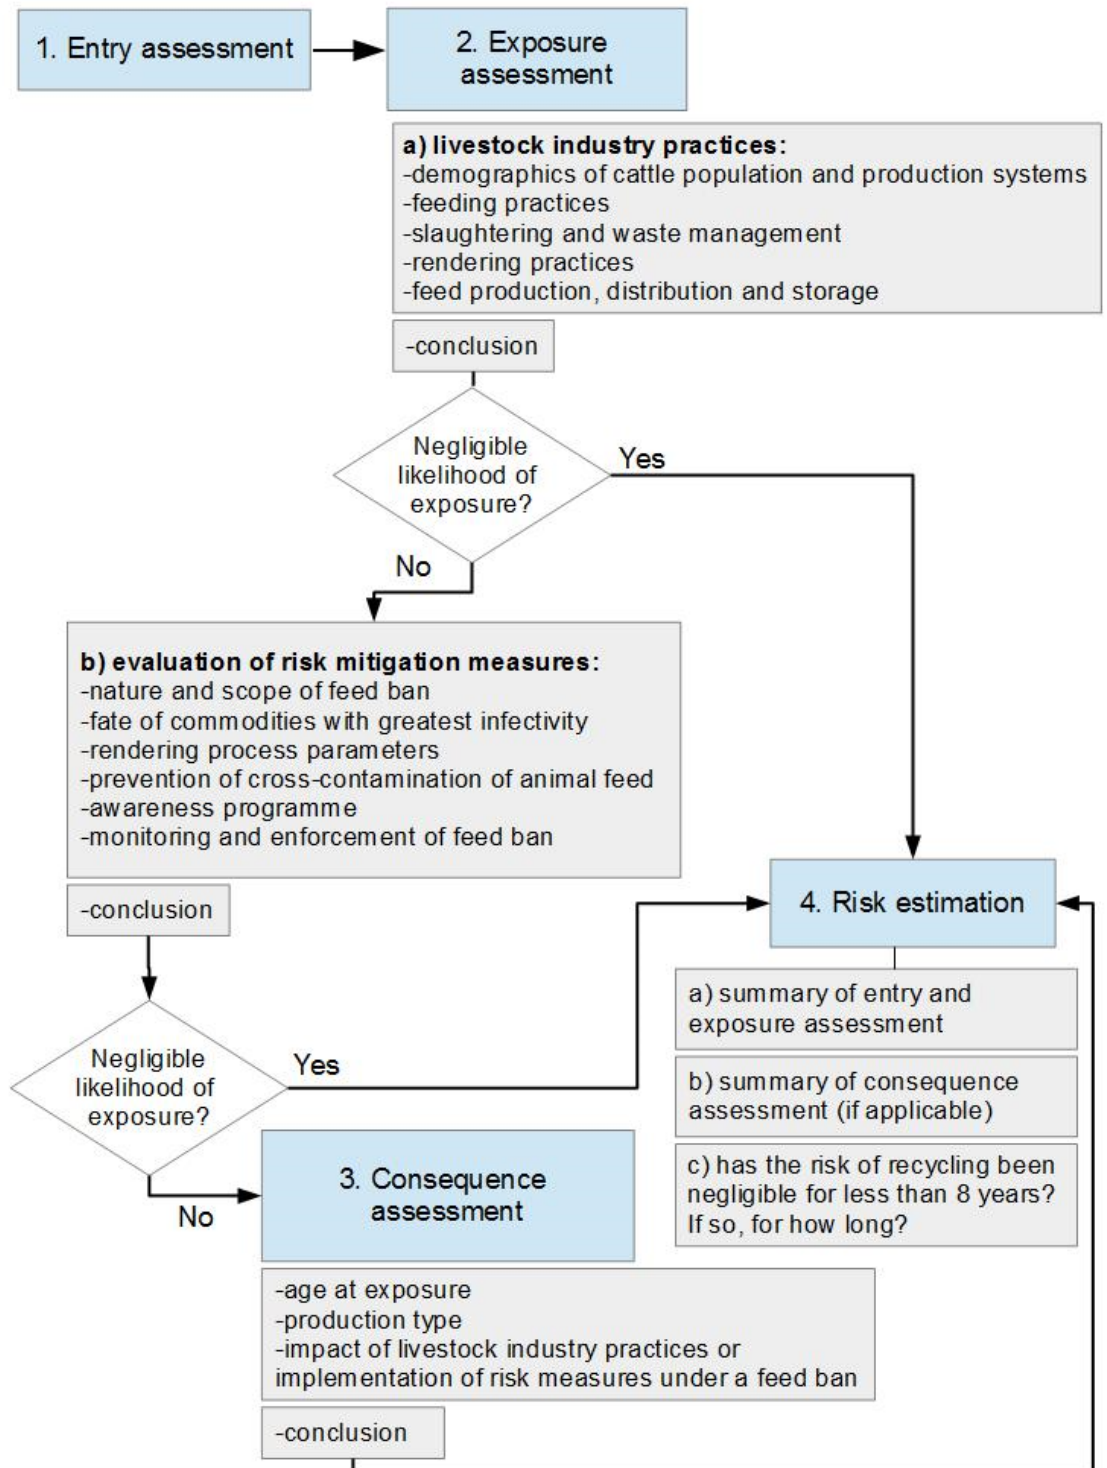 1. Entry assessment
2. Exposure
assessment
a) livestock industry practices:
-demographics of cattle population and production systems
-feeding practices
-slaughtering and waste management
-rendering practices
-feed production, distribution and storage
-conclusion
Negligible
likelihood of
exposure?
Yes
No
b) evaluation of risk mitigation measures:
-nature and scope of feed ban
-fate of commodities with greatest infectivity
-rendering process parameters
-prevention of cross-contamination of animal feed
-awareness programme
-monitoring and enforcement of feed ban
-conclusion
Negligible
likelihood of
exposure?
Yes
No
3. Consequence
assessment
-age at exposure
-production type
-impact of livestock industry practices or
implementation of risk measures under a feed ban
-conclusion
4. Risk estimation
a) summary of entry and
exposure assessment
b) summary of consequence
assessment (if applicable)
c) has the risk of recycling been
negligible for less than 8 years?
If so, for how long?